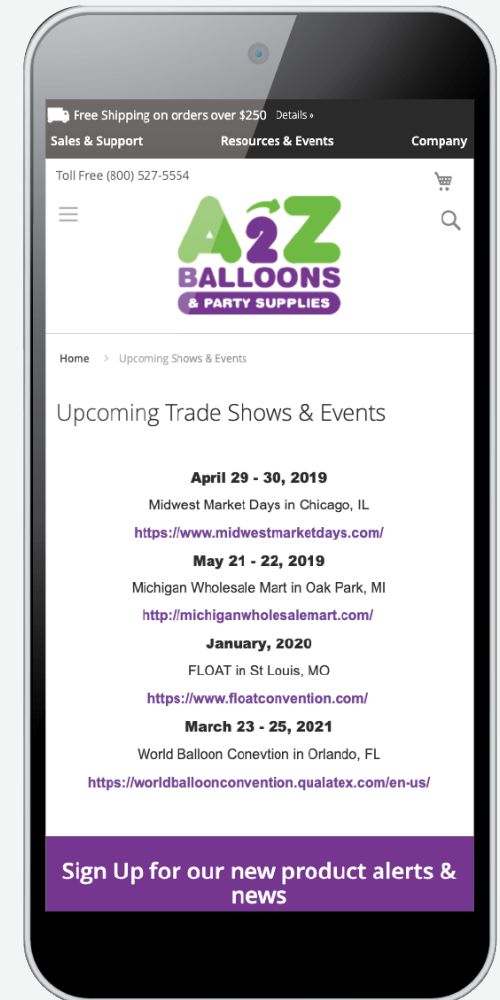 Free Shipping on orders over $250 Details »
Sales & Support Resources & Events Company
Toll Free (800) 527-5554
A2Z
BALLOONS
& PARTY SUPPLIES
Home > Upcoming Shows & Events
Upcoming Trade Shows & Events
April 29 - 30, 2019
Midwest Market Days in Chicago, IL
https://www.midwestmarketdays.com/
May 21 - 22, 2019
Michigan Wholesale Mart in Oak Park, MI
http://michiganwholesalemart.com/
January, 2020
FLOAT in St Louis, MO
https://www.floatconvention.com/
March 23 - 25, 2021
World Balloon Conevtion in Orlando, FL
https://worldballoonconvention.qualatex.com/en-us/
Sign Up for our new product alerts &
news